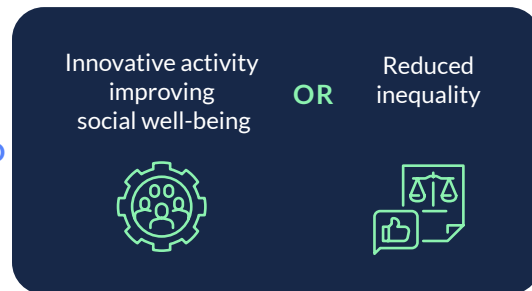 Innovative activity
improving
social well-being
OR
Reduced
inequality